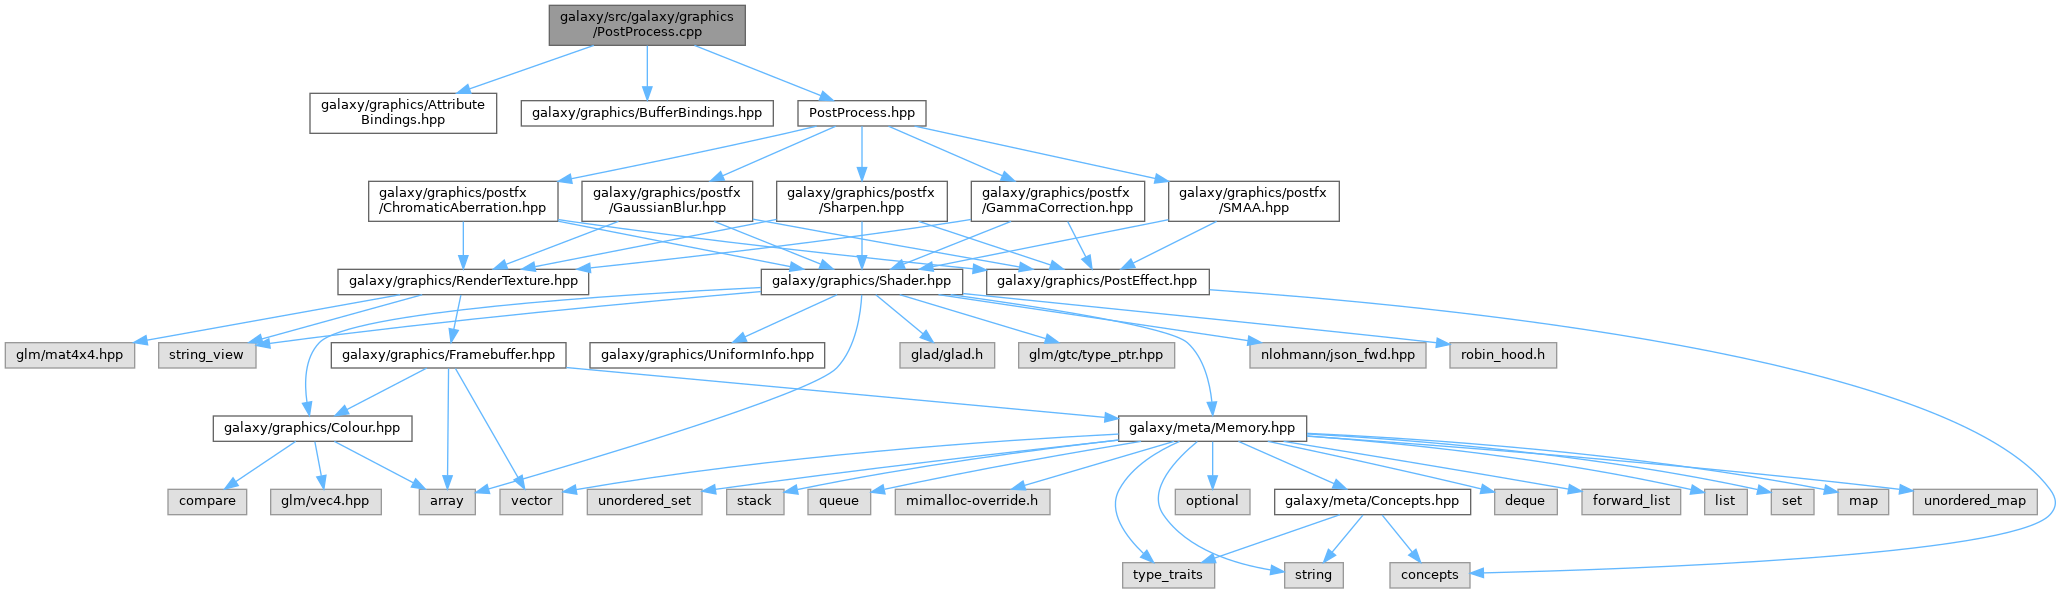 galaxy/src/galaxy/graphics
/PostProcess.cpp
galaxy/graphics/Attribute
Bindings.hpp
galaxy/graphics/BufferBindings.hpp
PostProcess.hpp
galaxy/graphics/postfx
/ChromaticAberration.hpp
galaxy/graphics/postfx
/GaussianBlur.hpp
galaxy/graphics/postfx
/Sharpen.hpp
galaxy/graphics/postfx
/GammaCorrection.hpp
galaxy/graphics/postfx
/SMAA.hpp
galaxy/graphics/RenderTexture.hpp
galaxy/graphics/Shader.hpp
galaxy/graphics/PostEffect.hpp
glm/mat4x4.hpp
string_view
galaxy/graphics/Framebuffer.hpp
galaxy/graphics/UniformInfo.hpp
glad/glad.h
glm/gtc/type_ptr.hpp
nlohmann/json_fwd.hpp
robin_hood.h
galaxy/graphics/Colour.hpp
galaxy/meta/Memory.hpp
compare
glm/vec4.hpp
array
vector
unordered_set
stack
queue
mimalloc-override.h
optional
galaxy/meta/Concepts.hpp
deque
forward_list
list
set
map
unordered_map
type_traits
string
concepts